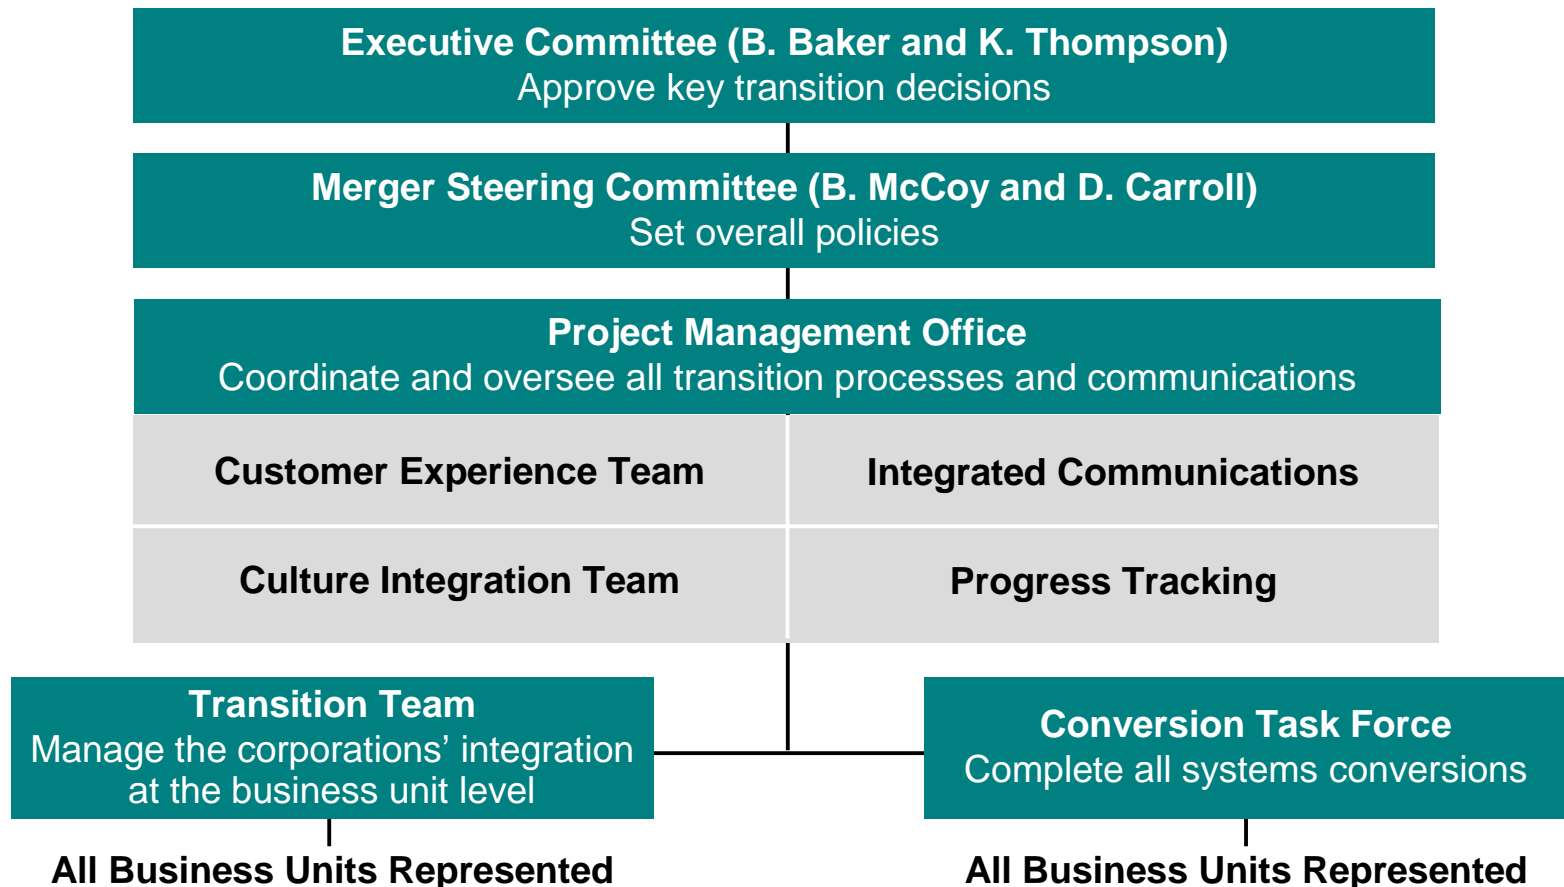 Executive Committee (B. Baker and K. Thompson)
Approve key transition decisions
Merger Steering Committee (B. McCoy and D. Carroll)
Set overall policies
Project Management Office
Coordinate and oversee all transition processes and communications
Customer Experience Team
Integrated Communications
Culture Integration Team
Progress Tracking
Transition Team
Manage the corporations’ integration
at the business unit level
Conversion Task Force
Complete all systems conversions
All Business Units Represented
All Business Units Represented